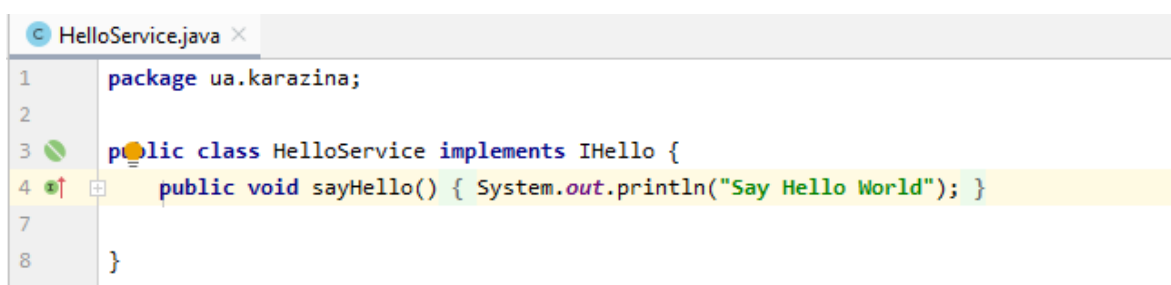 C HelloService.java ×
1 package ua.karazina;
2
3 public class HelloService implements IHello {
4 public void sayHello() { System.out.println("Say Hello World"); }
7
8 }